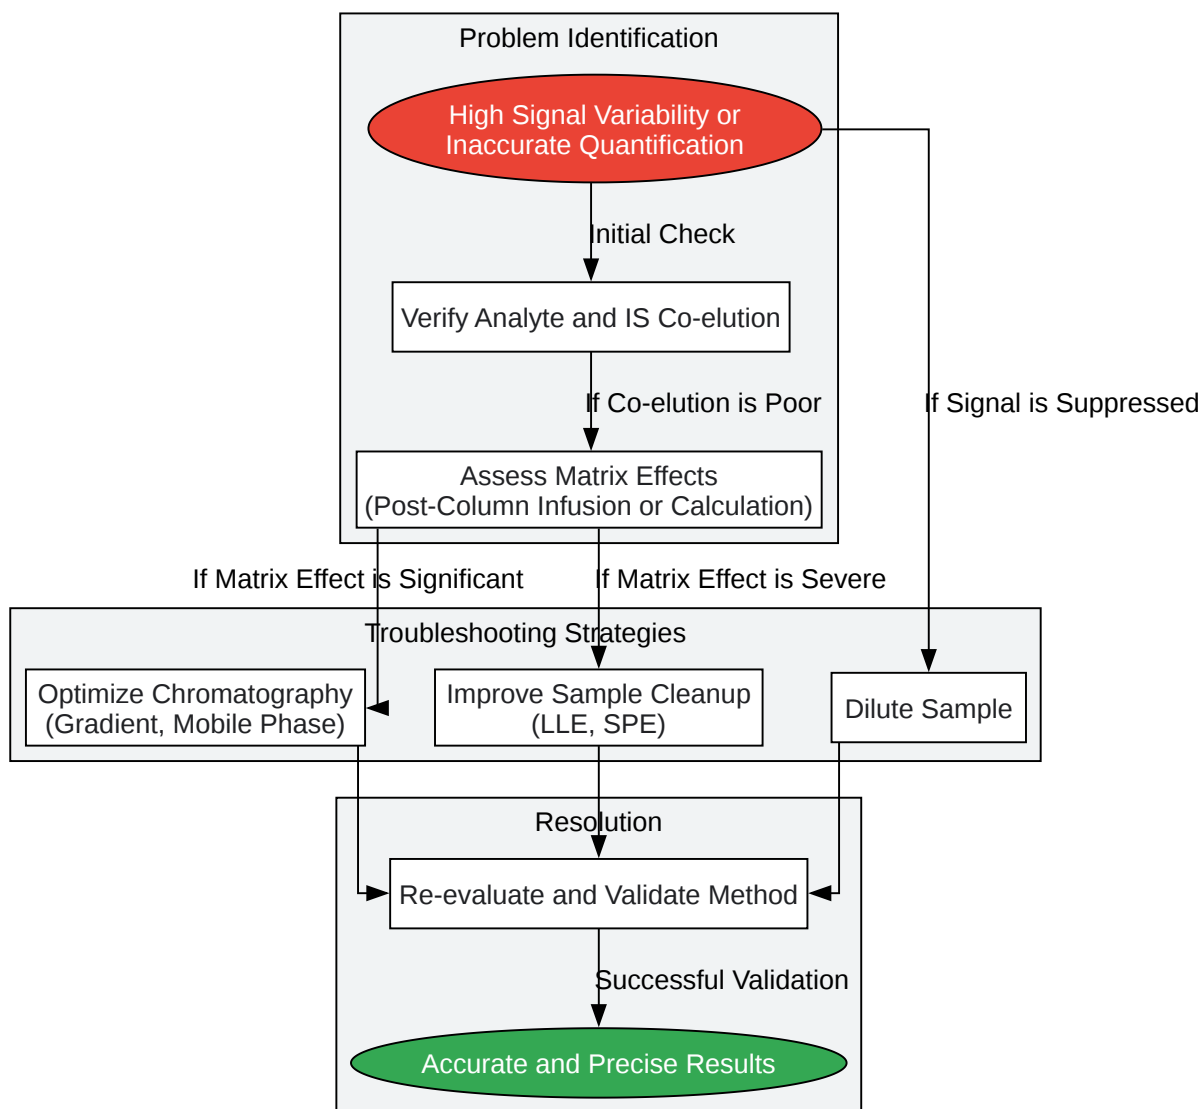 Problem Identification
High Signal Variability or
Inaccurate Quantification
Initial Check
Verify Analyte and IS Co-elution
If Co-elution is Poor
If Signal is Suppressed
Assess Matrix Effects
(Post-Column Infusion or Calculation)
If Matrix Effect is Significant
If Matrix Effect is Severe
Troubleshooting Strategies
Optimize Chromatography
(Gradient, Mobile Phase)
Improve Sample Cleanup
(LLE, SPE)
Dilute Sample
Resolution
Re-evaluate and Validate Method
Successful Validation
Accurate and Precise Results